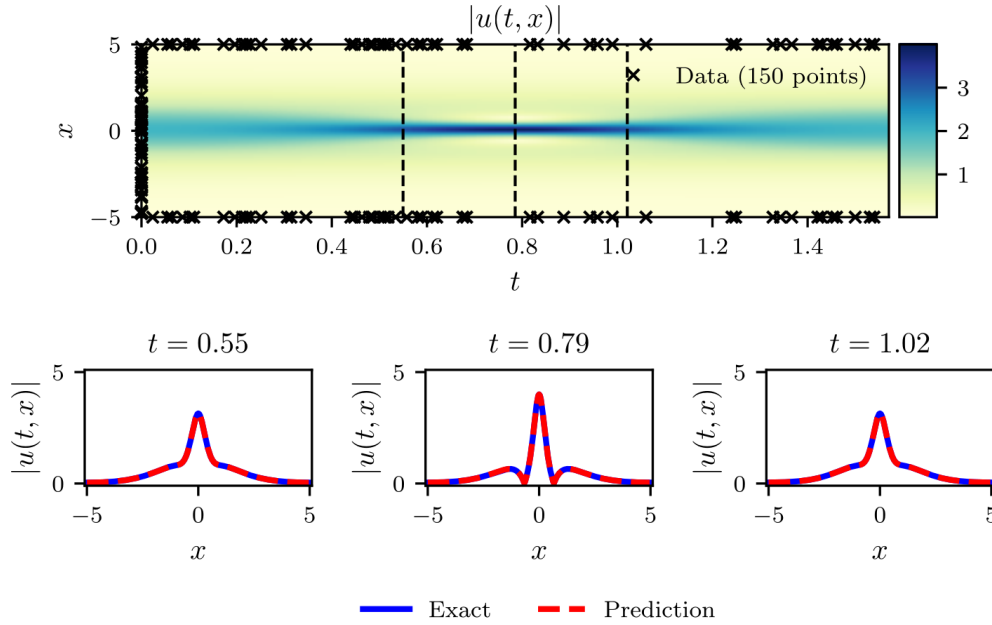 |u(t, x)|
5
0
−5
x
Data (150 points)
3
2
1
0.0 0.2 0.4 0.6 0.8 1.0 1.2 1.4
t
t = 0.55
|u(t, x)|
5
0
−5 0 5
x
t = 0.79
|u(t, x)|
5
0
−5 0 5
x
t = 1.02
|u(t, x)|
5
0
−5 0 5
x
Exact Prediction